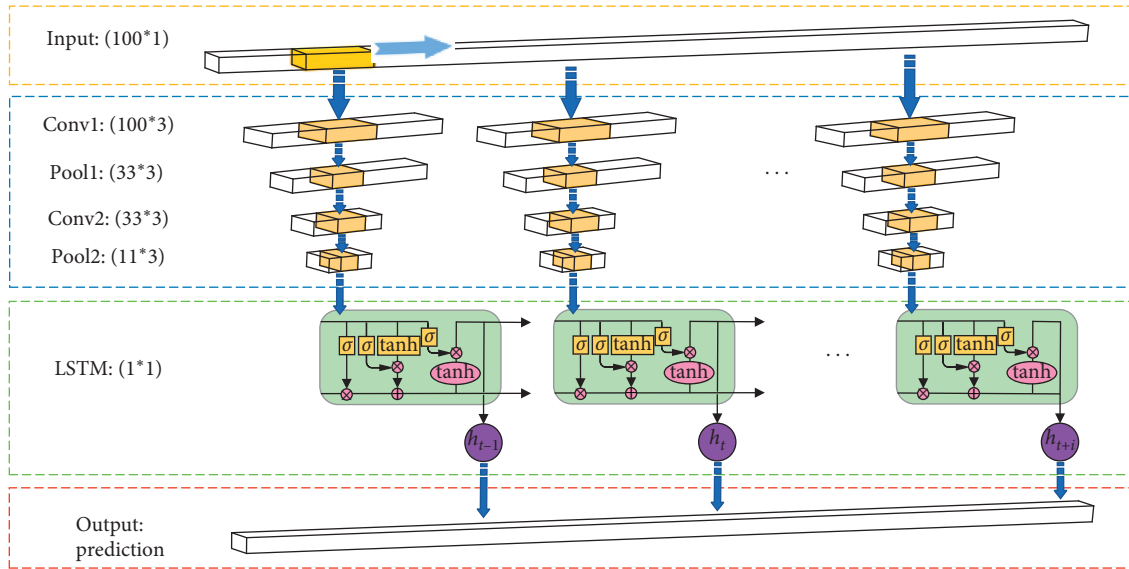 Input: (100*1)
Conv1: (100*3)
Pool1: (33*3)
. . .
Conv2: (33*3)
Pool2: (11*3)
σ σ tanh σ
tanh
σ σ tanh σ
tanh
σ σ tanh σ
tanh
LSTM: (1*1)
. . .
h_{t–1}
h_t
h_{t+i}
Output:
prediction